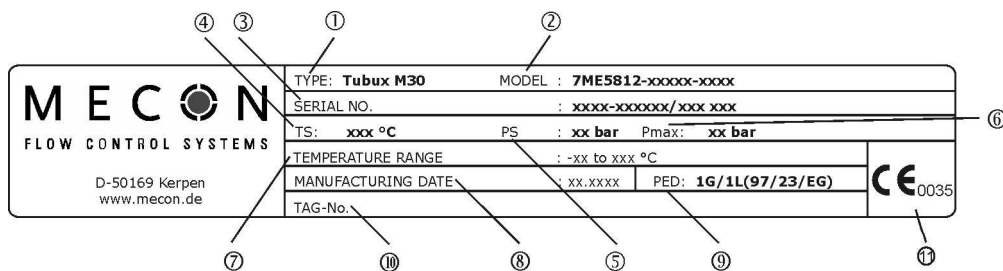 ④ ③ ① ②
MECON
FLOW CONTROL SYSTEMS
D-50169 Kerpen
www.mecon.de
TYPE: Tubux M30 MODEL : 7ME5812-xxxxx-xxxx
SERIAL NO. : xxxx-xxxxxx/xxx xxx
TS: xxx °C PS : xx bar Pmax: xx bar ⑥
TEMPERATURE RANGE : -xx to xxx °C
MANUFACTURING DATE : xx.xxxx PED: 1G/1L(97/23/EG)
TAG-No.
CE 0035
⑦ ⑩ ⑧ ⑤ ⑨ ⑪